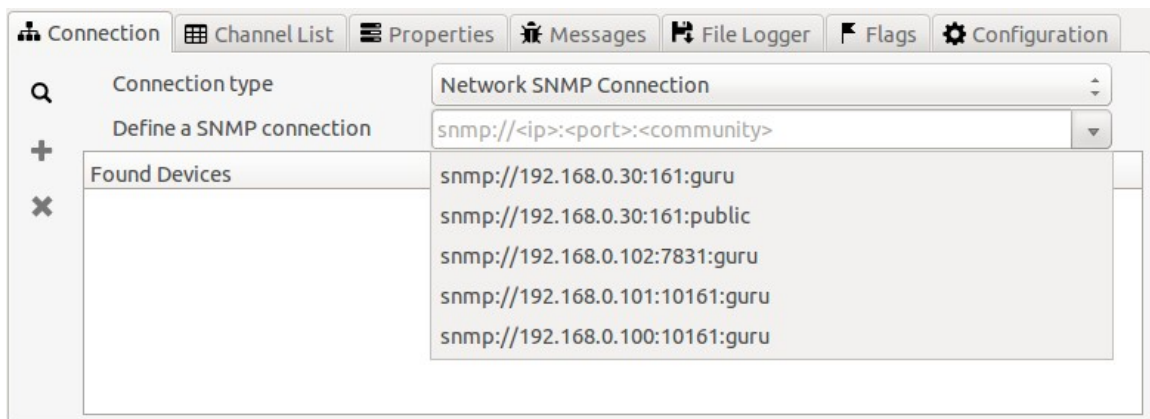 Connection Channel List Properties Messages File Logger Flags Configuration
Connection type Network SNMP Connection
Define a SNMP connection snmp://<ip>:<port>:<community>
Found Devices
snmp://192.168.0.30:161:guru
snmp://192.168.0.30:161:public
snmp://192.168.0.102:7831:guru
snmp://192.168.0.101:10161:guru
snmp://192.168.0.100:10161:guru